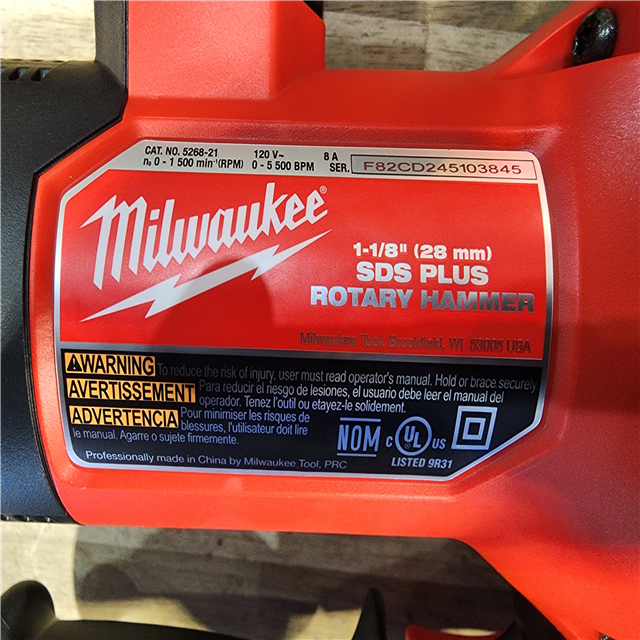 CAT. NO. 5268-21 120 V~ 8 A
n₀ 0 - 1 500 min⁻¹(RPM) 0 - 5 500 BPM SER. F82CD245103845
Milwaukee®
1-1/8" (28 mm)
SDS PLUS
ROTARY HAMMER
Milwaukee Tool, Brookfield, WI 53005 USA
WARNING To reduce the risk of injury, user must read operator's manual. Hold or brace securely.
AVERTISSEMENT Para reducir el riesgo de lesiones, el usuario debe leer el manual del
operador. Tenez l'outil ou etayez-le solidement.
ADVERTENCIA Pour minimiser les risques de
blessures, l'utilisateur doit lire
le manual. Agarre o sujete firmemente.
NOM C UL US
LISTED 9R31
Professionally made in China by Milwaukee Tool, PRC